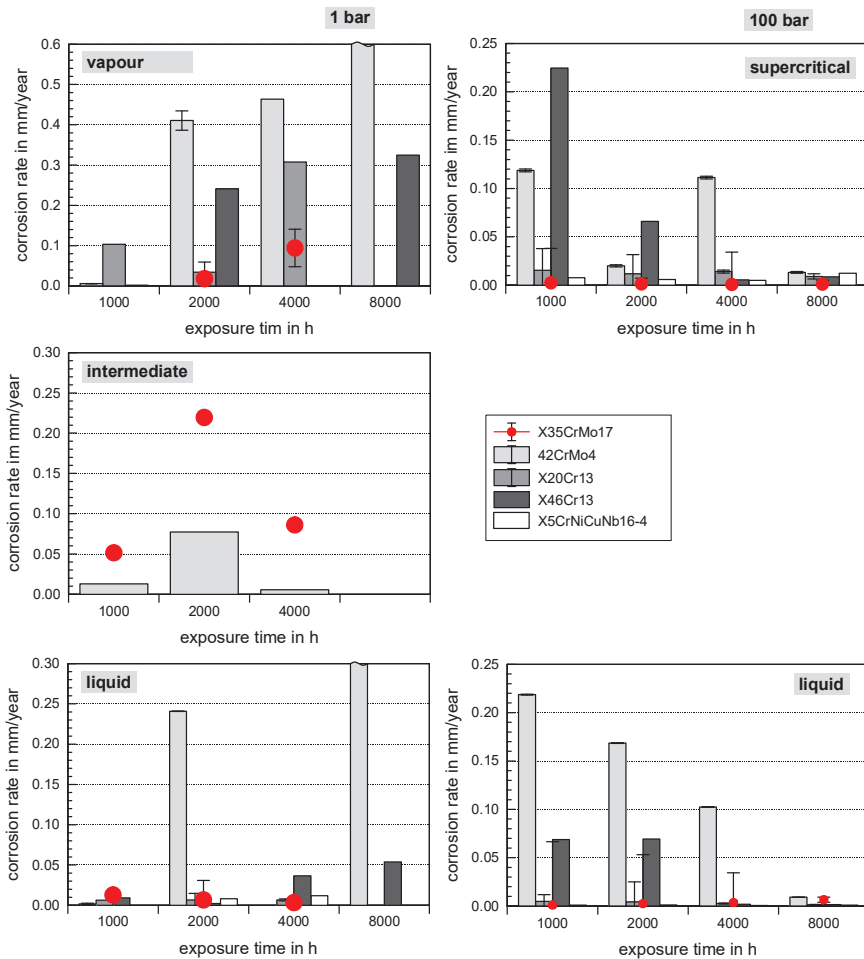 1 bar
100 bar
0.6
0.5
0.4
0.3
0.2
0.1
0.0
corrosion rate in mm/year
vapour
1000 2000 4000 8000
exposure tim in h
0.25
0.20
0.15
0.10
0.05
0.00
corrosion rate im mm/year
supercritical
1000 2000 4000 8000
exposure time in h
0.30
0.25
0.20
0.15
0.10
0.05
0.00
corrosion rate im mm/year
intermediate
1000 2000 4000
exposure time in h
X35CrMo17
42CrMo4
X20Cr13
X46Cr13
X5CrNiCuNb16-4
0.30
0.25
0.20
0.15
0.10
0.05
0.00
corrosion rate in mm/year
liquid
1000 2000 4000 8000
exposure time in h
0.25
0.20
0.15
0.10
0.05
0.00
corrosion rate in mm/year
liquid
1000 2000 4000 8000
exposure time in h